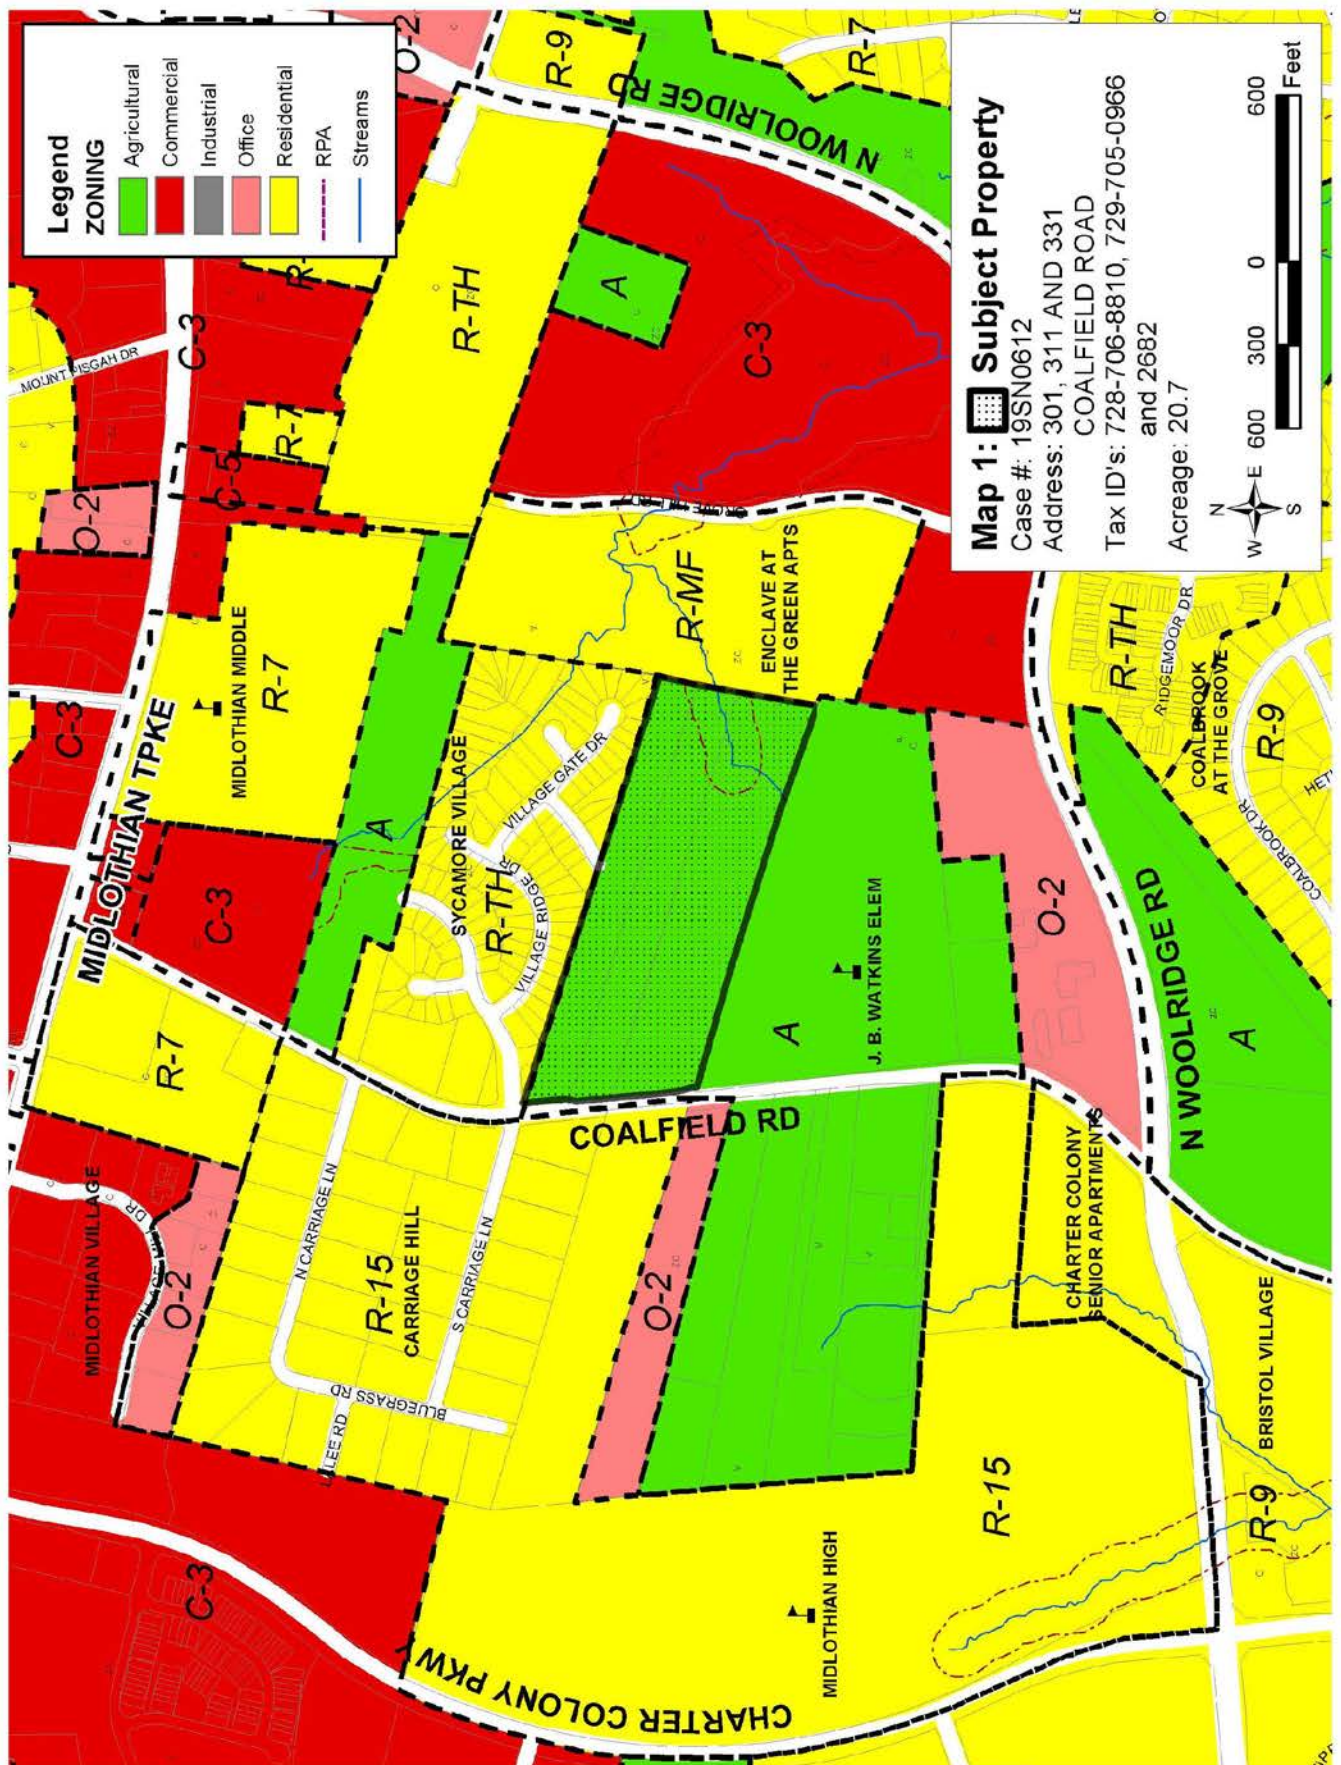 Legend
ZONING
Agricultural
Commercial
Industrial
Office
Residential
RPA
Streams
Map 1: Subject Property
Case #: 19SN0612
Address: 301, 311 AND 331
COALFIELD ROAD
Tax ID's: 728-706-8810, 729-705-0966
and 2682
Acreage: 20.7
N
W
E
S
600
300
0
600
Feet
MIDLOTHIAN TPKE
MOUNT PISGAH DR
C-3
O-2
C-3
C-5
R-7
R-TH
R-9
O-2
N WOOLRIDGE RD
R-7
A
C-3
MIDLOTHIAN MIDDLE
R-7
C-3
A
SYCAMORE VILLAGE
R-TH
VILLAGE GATE DR
VILLAGE RIDGE DR
R-MF
ENCLAVE AT
THE GREEN APTS
R-7
MIDLOTHIAN VILLAGE
O-2
N CARRIAGE LN
R-15
CARRIAGE HILL
S CARRIAGE LN
BLUEGRASS RD
COALFIELD RD
O-2
A
J. B. WATKINS ELEM
O-2
N WOOLRIDGE RD
A
R-TH
RIDGEMOOR DR
COALBROOK
AT THE GROVE
R-9
COALBROOK DR
CHARTER COLONY
SENIOR APARTMENTS
BRISTOL VILLAGE
R-9
R-15
MIDLOTHIAN HIGH
CHARTER COLONY PKWY
C-3